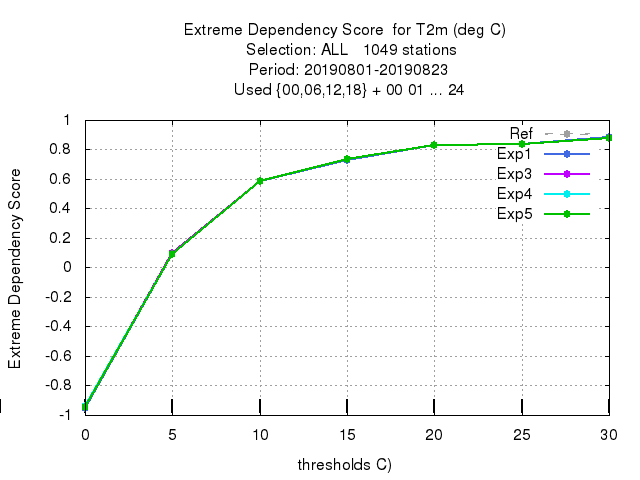 Extreme Dependency Score  for T2m (deg C)
Selection: ALL   1049 stations
Period: 20190801-20190823
Used {00,06,12,18} + 00 01 ... 24
Extreme Dependency Score
1
0.8
0.6
0.4
0.2
0
-0.2
-0.4
-0.6
-0.8
-1
Ref
Exp1
Exp3
Exp4
Exp5
0 5 10 15 20 25 30
thresholds C)